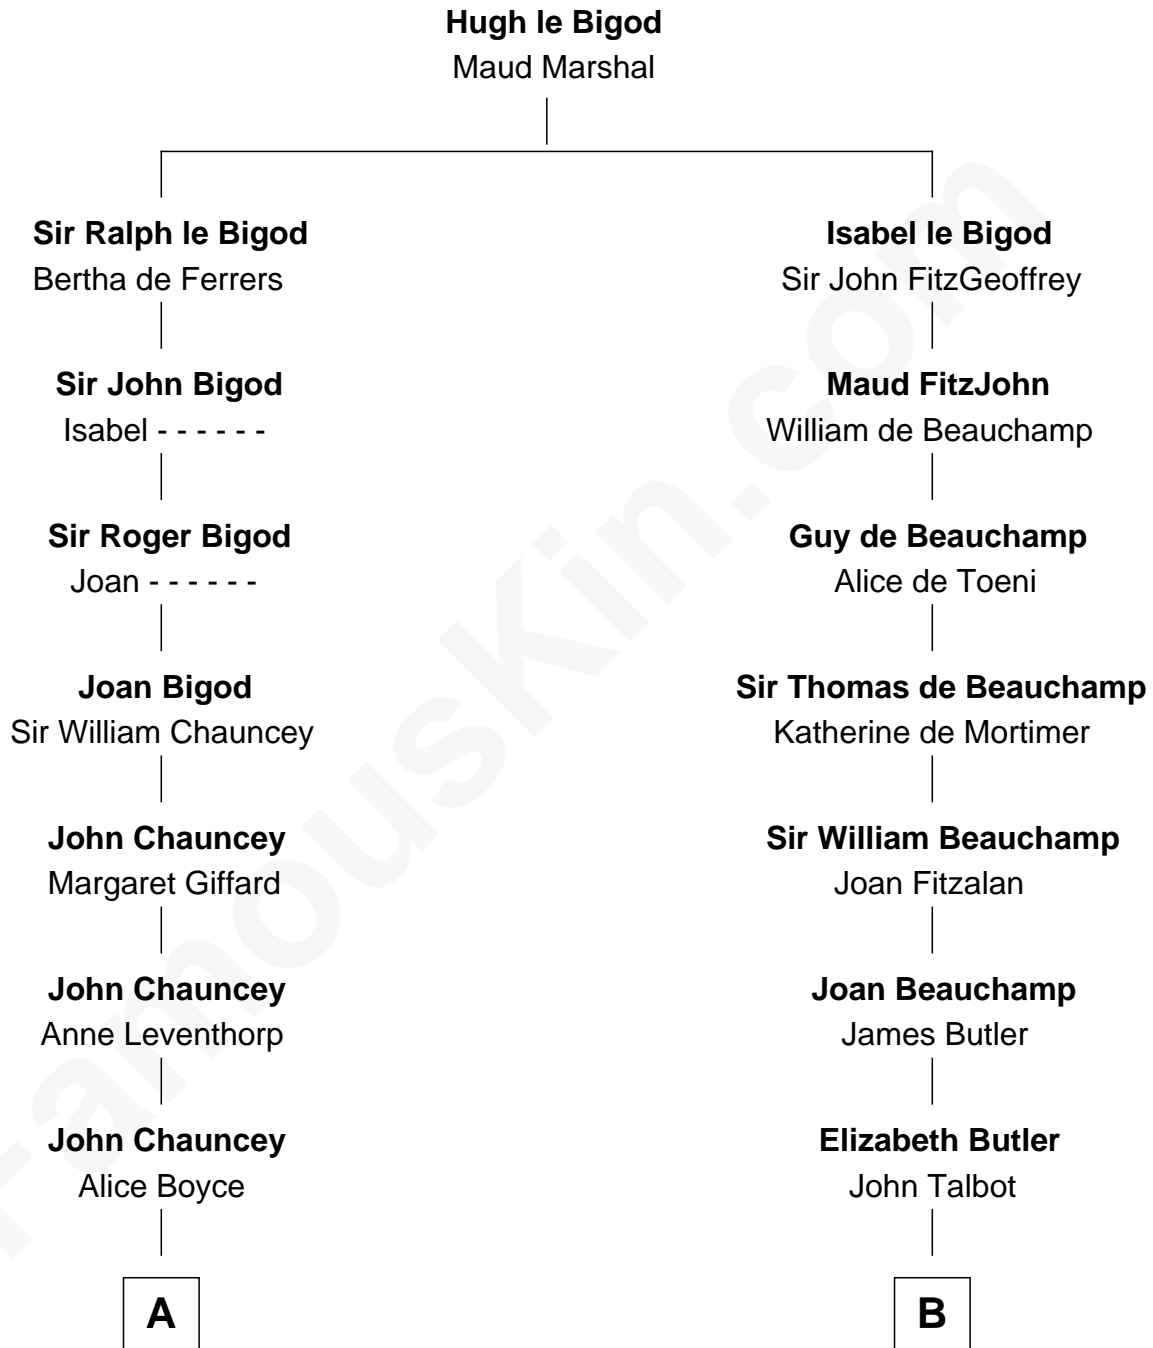 Hugh le Bigod
Maud Marshal
Sir Ralph le Bigod
Bertha de Ferrers
Isabel le Bigod
Sir John FitzGeoffrey
Sir John Bigod
Isabel - - - - - -
Maud FitzJohn
William de Beauchamp
Sir Roger Bigod
Joan - - - - - -
Guy de Beauchamp
Alice de Toeni
Joan Bigod
Sir William Chauncey
Sir Thomas de Beauchamp
Katherine de Mortimer
John Chauncey
Margaret Giffard
Sir William Beauchamp
Joan Fitzalan
John Chauncey
Anne Leventhorp
Joan Beauchamp
James Butler
John Chauncey
Alice Boyce
Elizabeth Butler
John Talbot
A
B
FamousKin.com